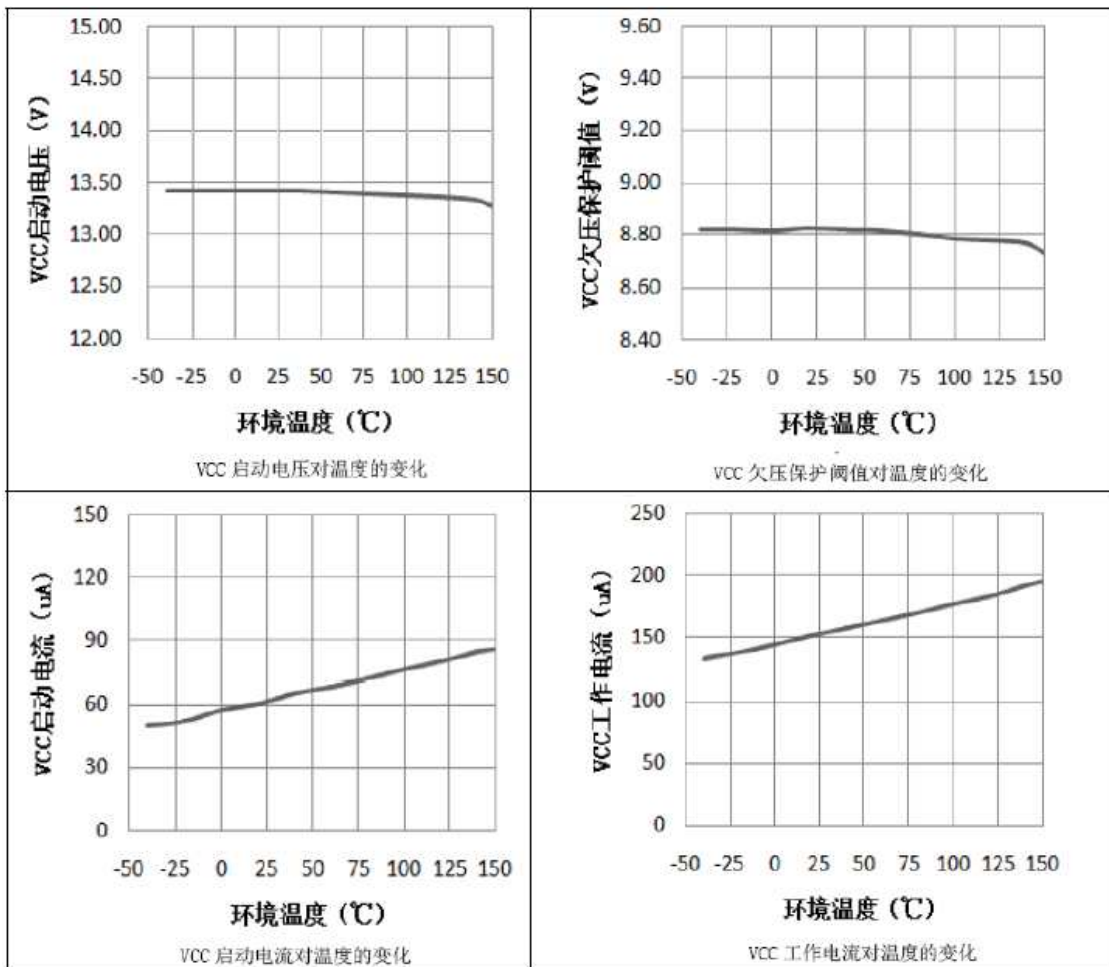 15.00
14.50
14.00
13.50
13.00
12.50
12.00
VCC启动电压（V）
-50 -25 0 25 50 75 100 125 150
环境温度（℃）
VCC 启动电压对温度的变化
9.60
9.40
9.20
9.00
8.80
8.60
8.40
VCC欠压保护阈值（V）
-50 -25 0 25 50 75 100 125 150
环境温度（℃）
VCC 欠压保护阈值对温度的变化
150
120
90
60
30
0
VCC启动电流（uA）
-50 -25 0 25 50 75 100 125 150
环境温度（℃）
VCC 启动电流对温度的变化
250
200
150
100
50
0
VCC工作电流（uA）
-50 -25 0 25 50 75 100 125 150
环境温度（℃）
VCC 工作电流对温度的变化